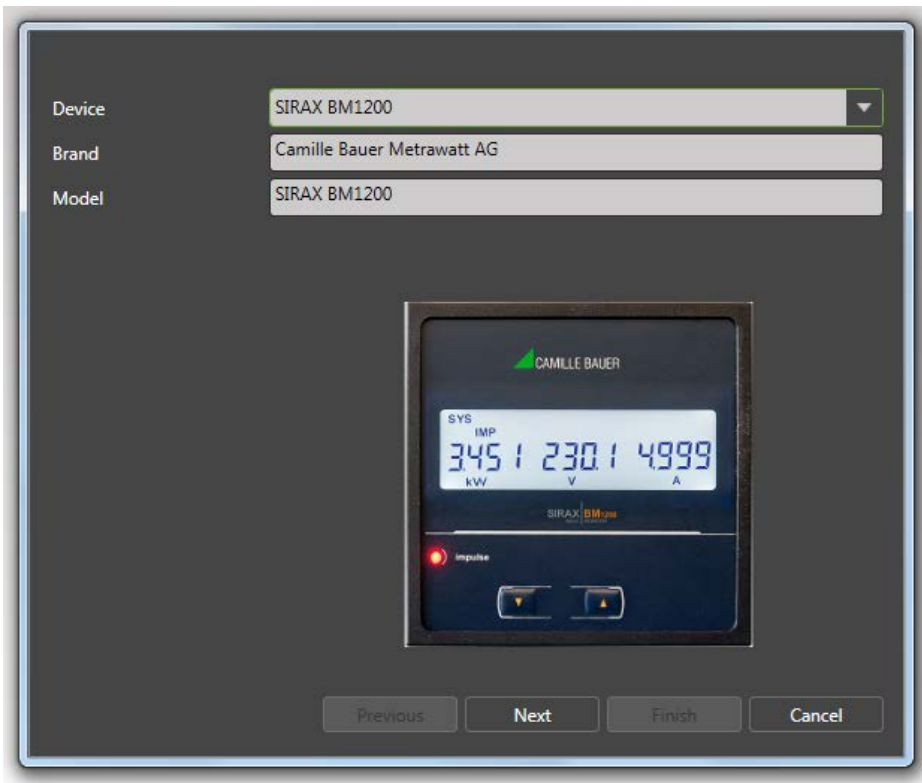 Device SIRAX BM1200
Brand Camille Bauer Metrawatt AG
Model SIRAX BM1200
CAMILLE BAUER
SYS
IMP
3.451 230.1 4.999
kW V A
SIRAX BM1200
impulse
Previous Next Finish Cancel